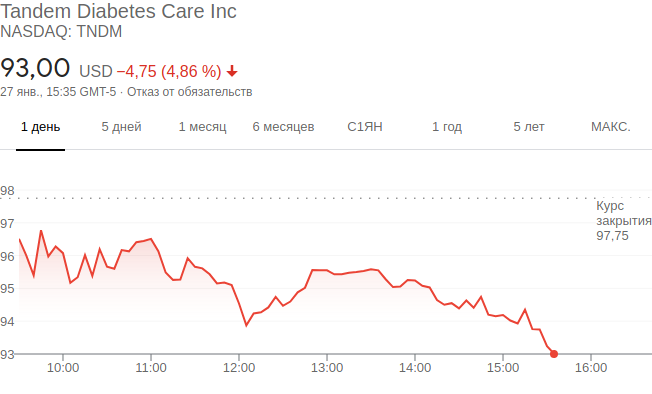 Tandem Diabetes Care Inc
NASDAQ: TNDM
93,00 USD −4,75 (4,86 %)
27 янв., 15:35 GMT-5 · Отказ от обязательств
1 день 5 дней 1 месяц 6 месяцев С1ЯН 1 год 5 лет МАКС.
98
Курс
закрытия
97,75
97
96
95
94
93
10:00 11:00 12:00 13:00 14:00 15:00 16:00